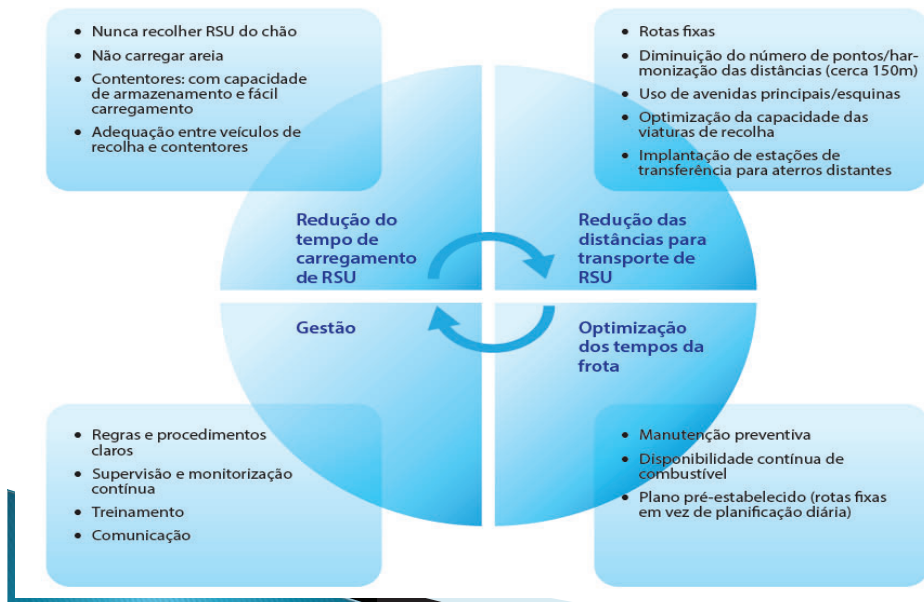 • Nunca recolher RSU do chão
• Não carregar areia
• Contentores: com capacidade
de armazenamento e fácil
carregamento
• Adequação entre veículos de
recolha e contentores
• Rotas fixas
• Diminuição do número de pontos/har-
monização das distâncias (cerca 150m)
• Uso de avenidas principais/esquinas
• Optimização da capacidade das
viaturas de recolha
• Implantação de estações de
transferência para aterros distantes
Redução do
tempo de
carregamento
de RSU
Redução das
distâncias para
transporte de
RSU
Gestão
Optimização
dos tempos da
frota
• Regras e procedimentos
claros
• Supervisão e monitorização
contínua
• Treinamento
• Comunicação
• Manutenção preventiva
• Disponibilidade contínua de
combustível
• Plano pré-estabelecido (rotas fixas
em vez de planificação diária)